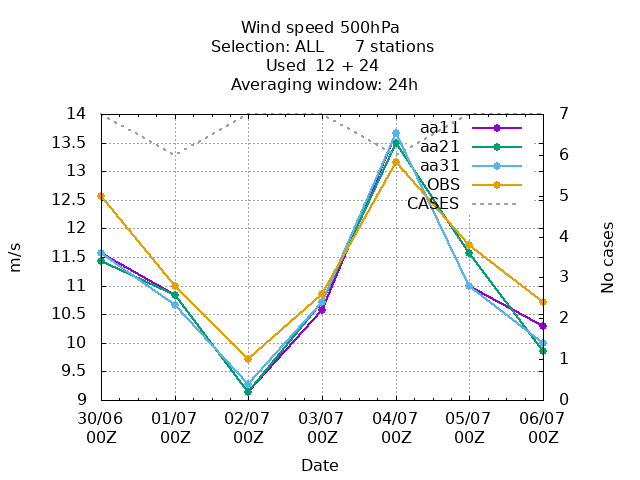 Wind speed 500hPa
Selection: ALL 7 stations
Used 12 + 24
Averaging window: 24h
14
13.5
13
12.5
12
11.5
11
10.5
10
9.5
9
m/s
7
6
5
4
3
2
1
0
No cases
aa11
aa21
aa31
OBS
CASES
30/06 01/07 02/07 03/07 04/07 05/07 06/07
00Z 00Z 00Z 00Z 00Z 00Z 00Z
Date